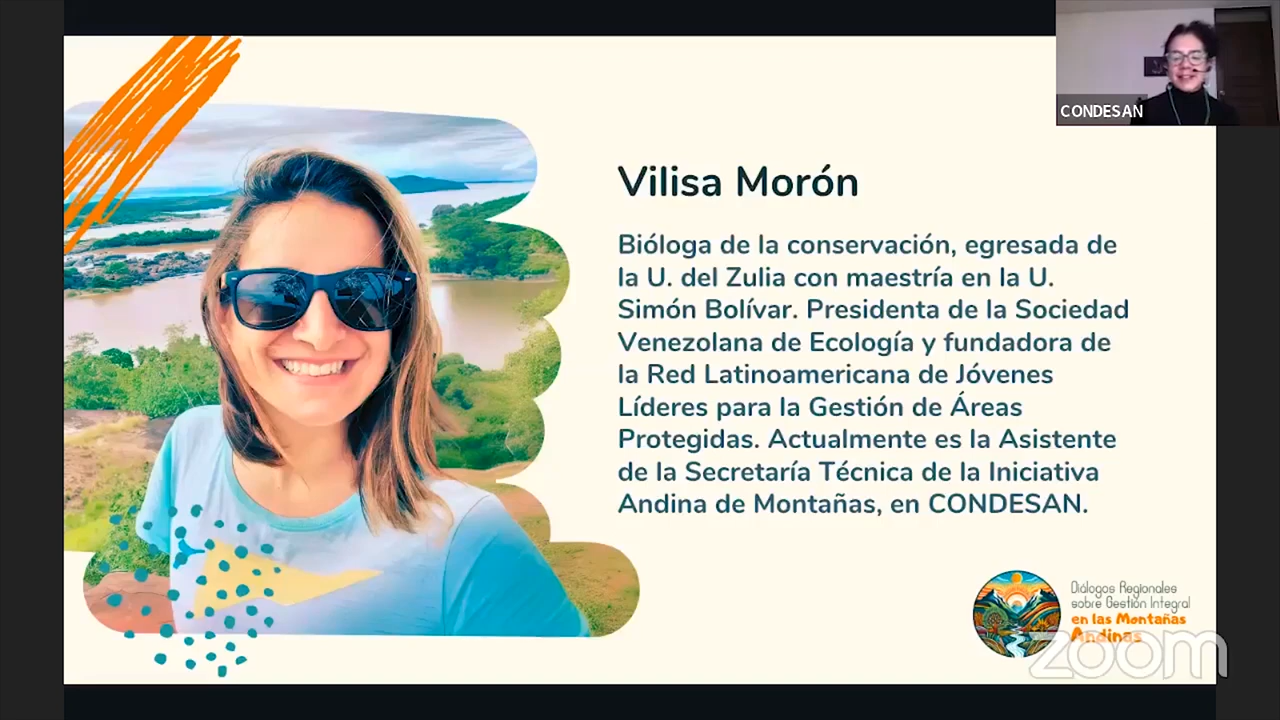 CONDESAN
Vilisa Morón
Bióloga de la conservación, egresada de
la U. del Zulia con maestría en la U.
Simón Bolívar. Presidenta de la Sociedad
Venezolana de Ecología y fundadora de
la Red Latinoamericana de Jóvenes
Líderes para la Gestión de Áreas
Protegidas. Actualmente es la Asistente
de la Secretaría Técnica de la Iniciativa
Andina de Montañas, en CONDESAN.
Diálogos Regionales
sobre Gestión Integral
en las Montañas
Andinas
zoom